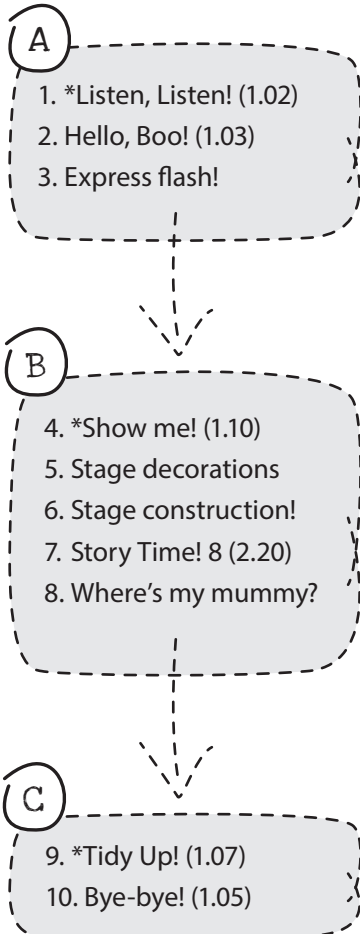 A
1. *Listen, Listen! (1.02)
2. Hello, Boo! (1.03)
3. Express flash!
B
4. *Show me! (1.10)
5. Stage decorations
6. Stage construction!
7. Story Time! 8 (2.20)
8. Where's my mummy?
C
9. *Tidy Up! (1.07)
10. Bye-bye! (1.05)